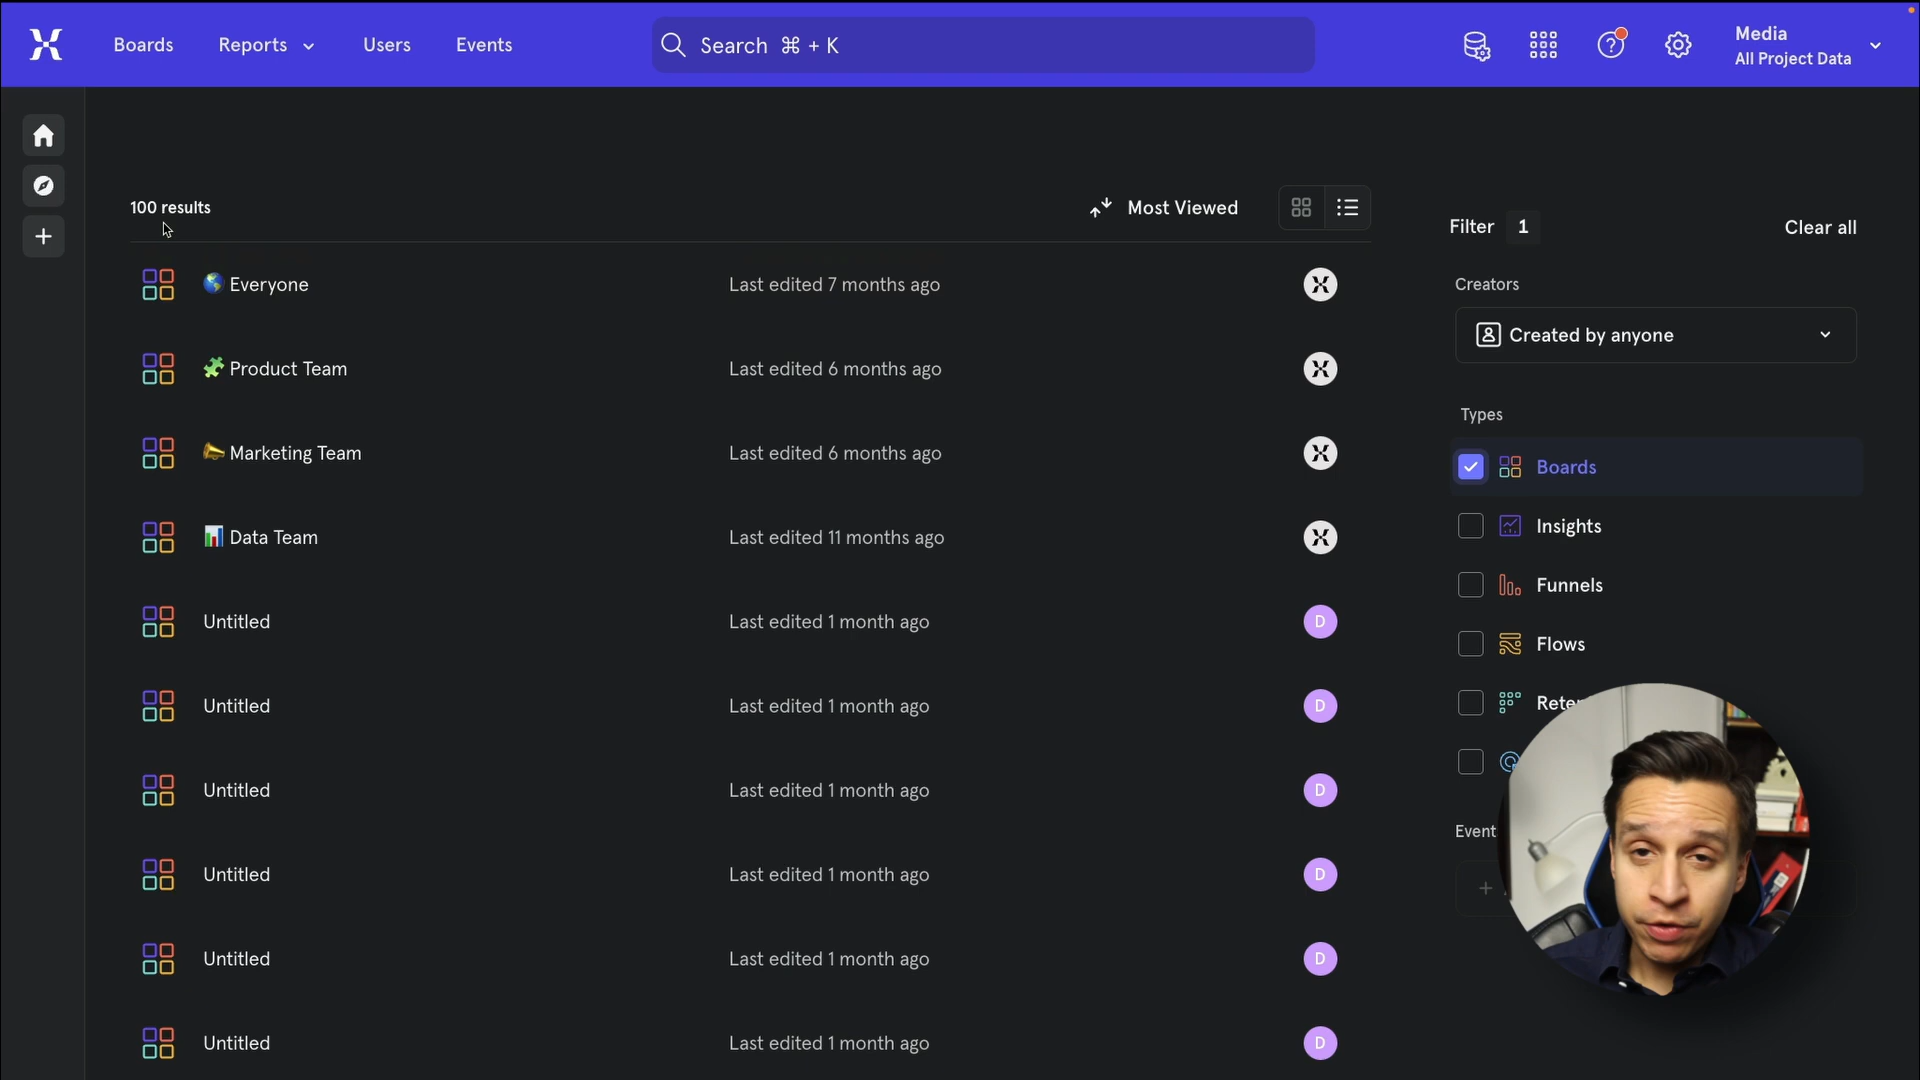 Boards
Reports
Users
Events
Search ⌘ + K
Media
All Project Data
100 results
Most Viewed
Filter 1
Clear all
Everyone
Last edited 7 months ago
Product Team
Last edited 6 months ago
Marketing Team
Last edited 6 months ago
Data Team
Last edited 11 months ago
Untitled
Last edited 1 month ago
D
Untitled
Last edited 1 month ago
D
Untitled
Last edited 1 month ago
D
Untitled
Last edited 1 month ago
D
Untitled
Last edited 1 month ago
D
Untitled
Last edited 1 month ago
D
Creators
Created by anyone
Types
Boards
Insights
Funnels
Flows
Event